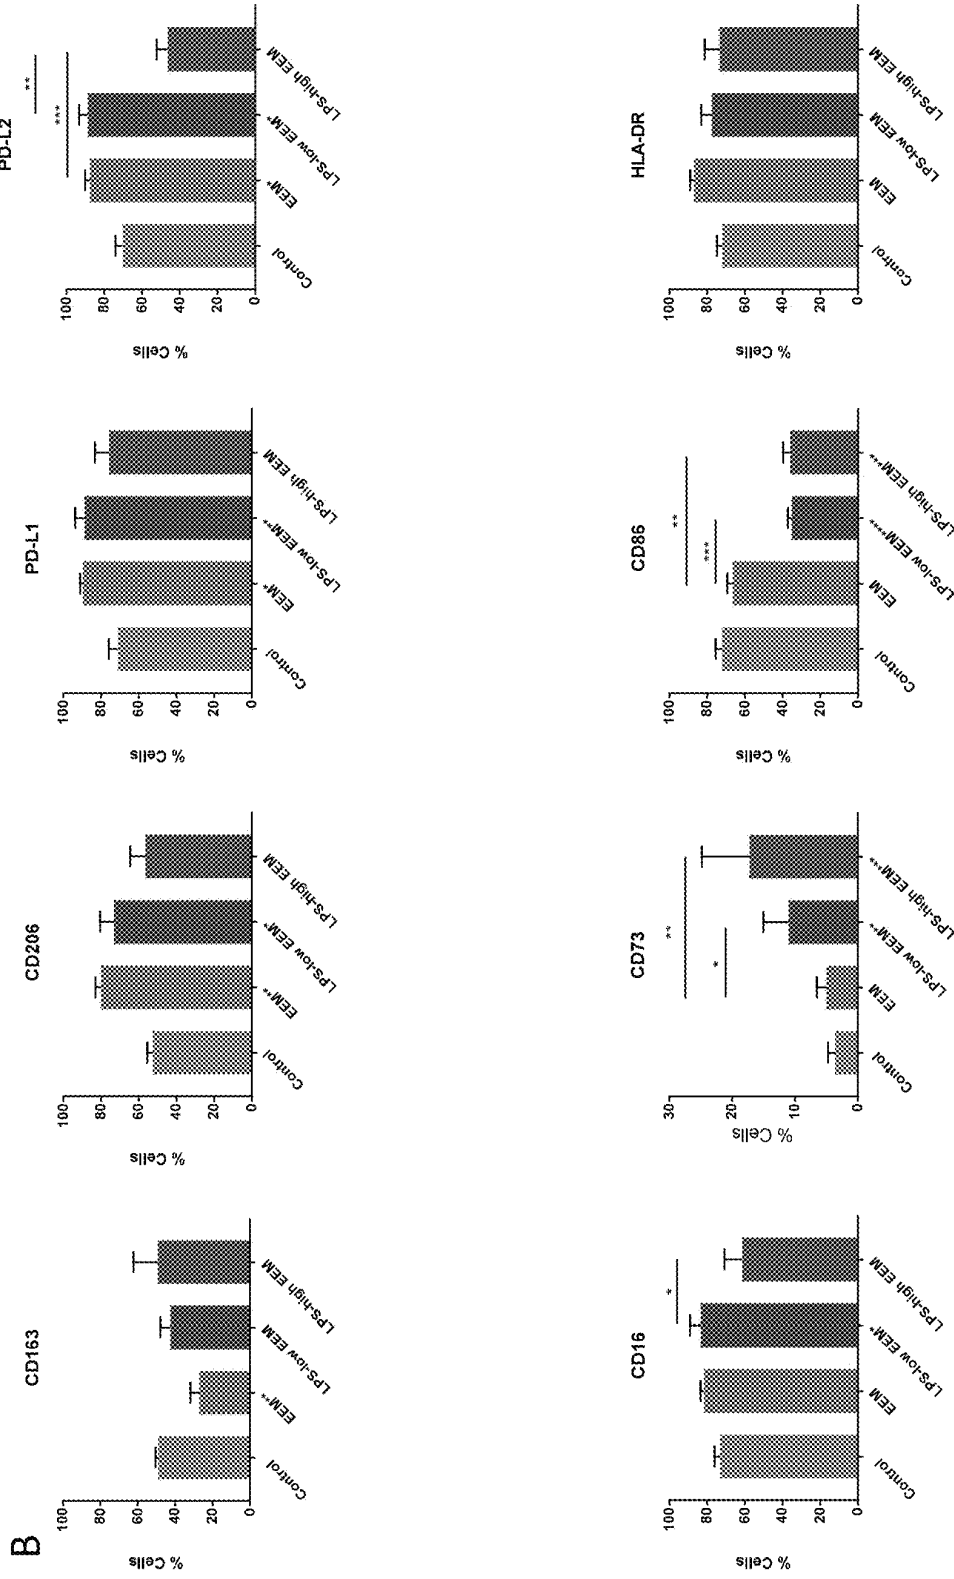 B
CD163
% Cells
100
80
60
40
20
0
Control
EEM**
LPS-low EEM
LPS-high EEM
CD206
% Cells
100
80
60
40
20
0
Control
EEM**
LPS-low EEM*
LPS-high EEM
PD-L1
% Cells
100
80
60
40
20
0
Control
EEM*
LPS-low EEM**
LPS-high EEM
PD-L2
***
**
% Cells
100
80
60
40
20
0
Control
EEM*
LPS-low EEM*
LPS-high EEM
CD16
*
% Cells
100
80
60
40
20
0
Control
EEM
LPS-low EEM*
LPS-high EEM
CD73
**
*
% Cells
30
20
10
0
Control
EEM
LPS-low EEM**
LPS-high EEM***
CD86
**
***
% Cells
100
80
60
40
20
0
Control
EEM
LPS-low EEM****
LPS-high EEM***
HLA-DR
% Cells
100
80
60
40
20
0
Control
EEM
LPS-low EEM
LPS-high EEM